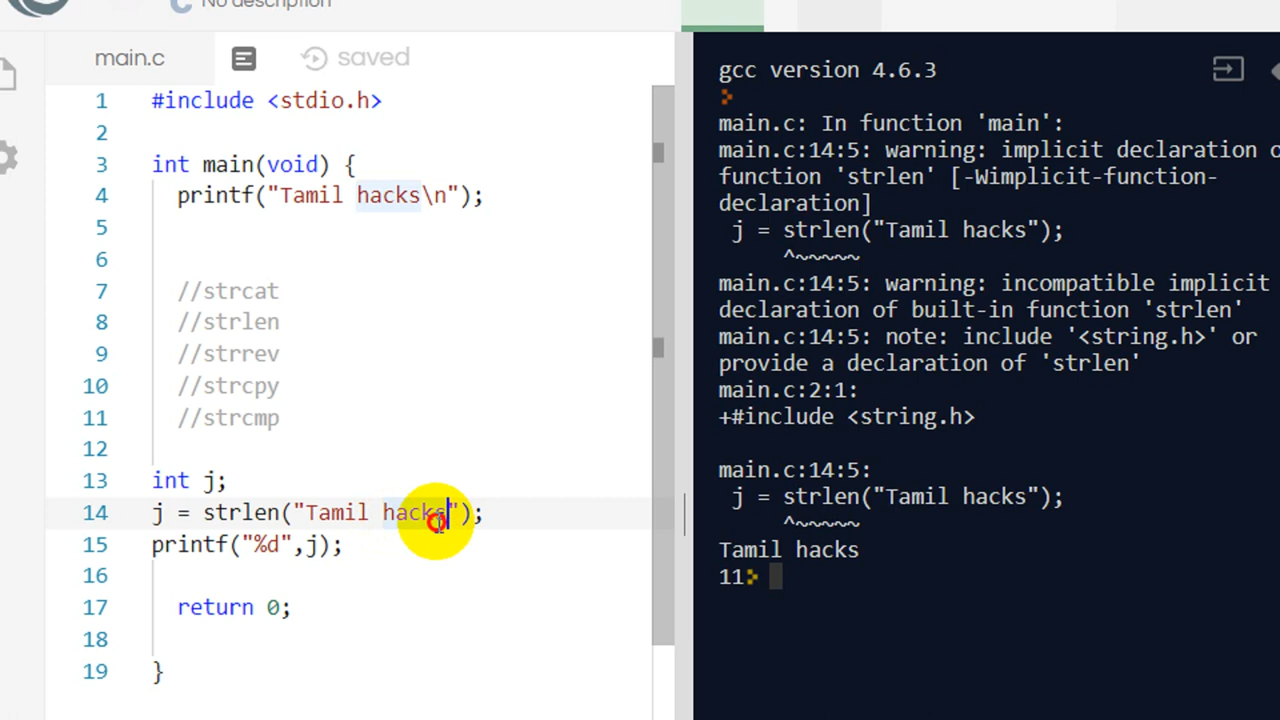 No description
main.c saved
1 #include <stdio.h>
2
3 int main(void) {
4 printf("Tamil hacks\n");
5
6
7 //strcat
8 //strlen
9 //strrev
10 //strcpy
11 //strcmp
12
13 int j;
14 j = strlen("Tamil hacks");
15 printf("%d",j);
16
17 return 0;
18
19 }
gcc version 4.6.3
main.c: In function 'main':
main.c:14:5: warning: implicit declaration o
function 'strlen' [-Wimplicit-function-
declaration]
j = strlen("Tamil hacks");
^~~~~~
main.c:14:5: warning: incompatible implicit
declaration of built-in function 'strlen'
main.c:14:5: note: include '<string.h>' or
provide a declaration of 'strlen'
main.c:2:1:
+#include <string.h>
main.c:14:5:
j = strlen("Tamil hacks");
^~~~~~
Tamil hacks
11